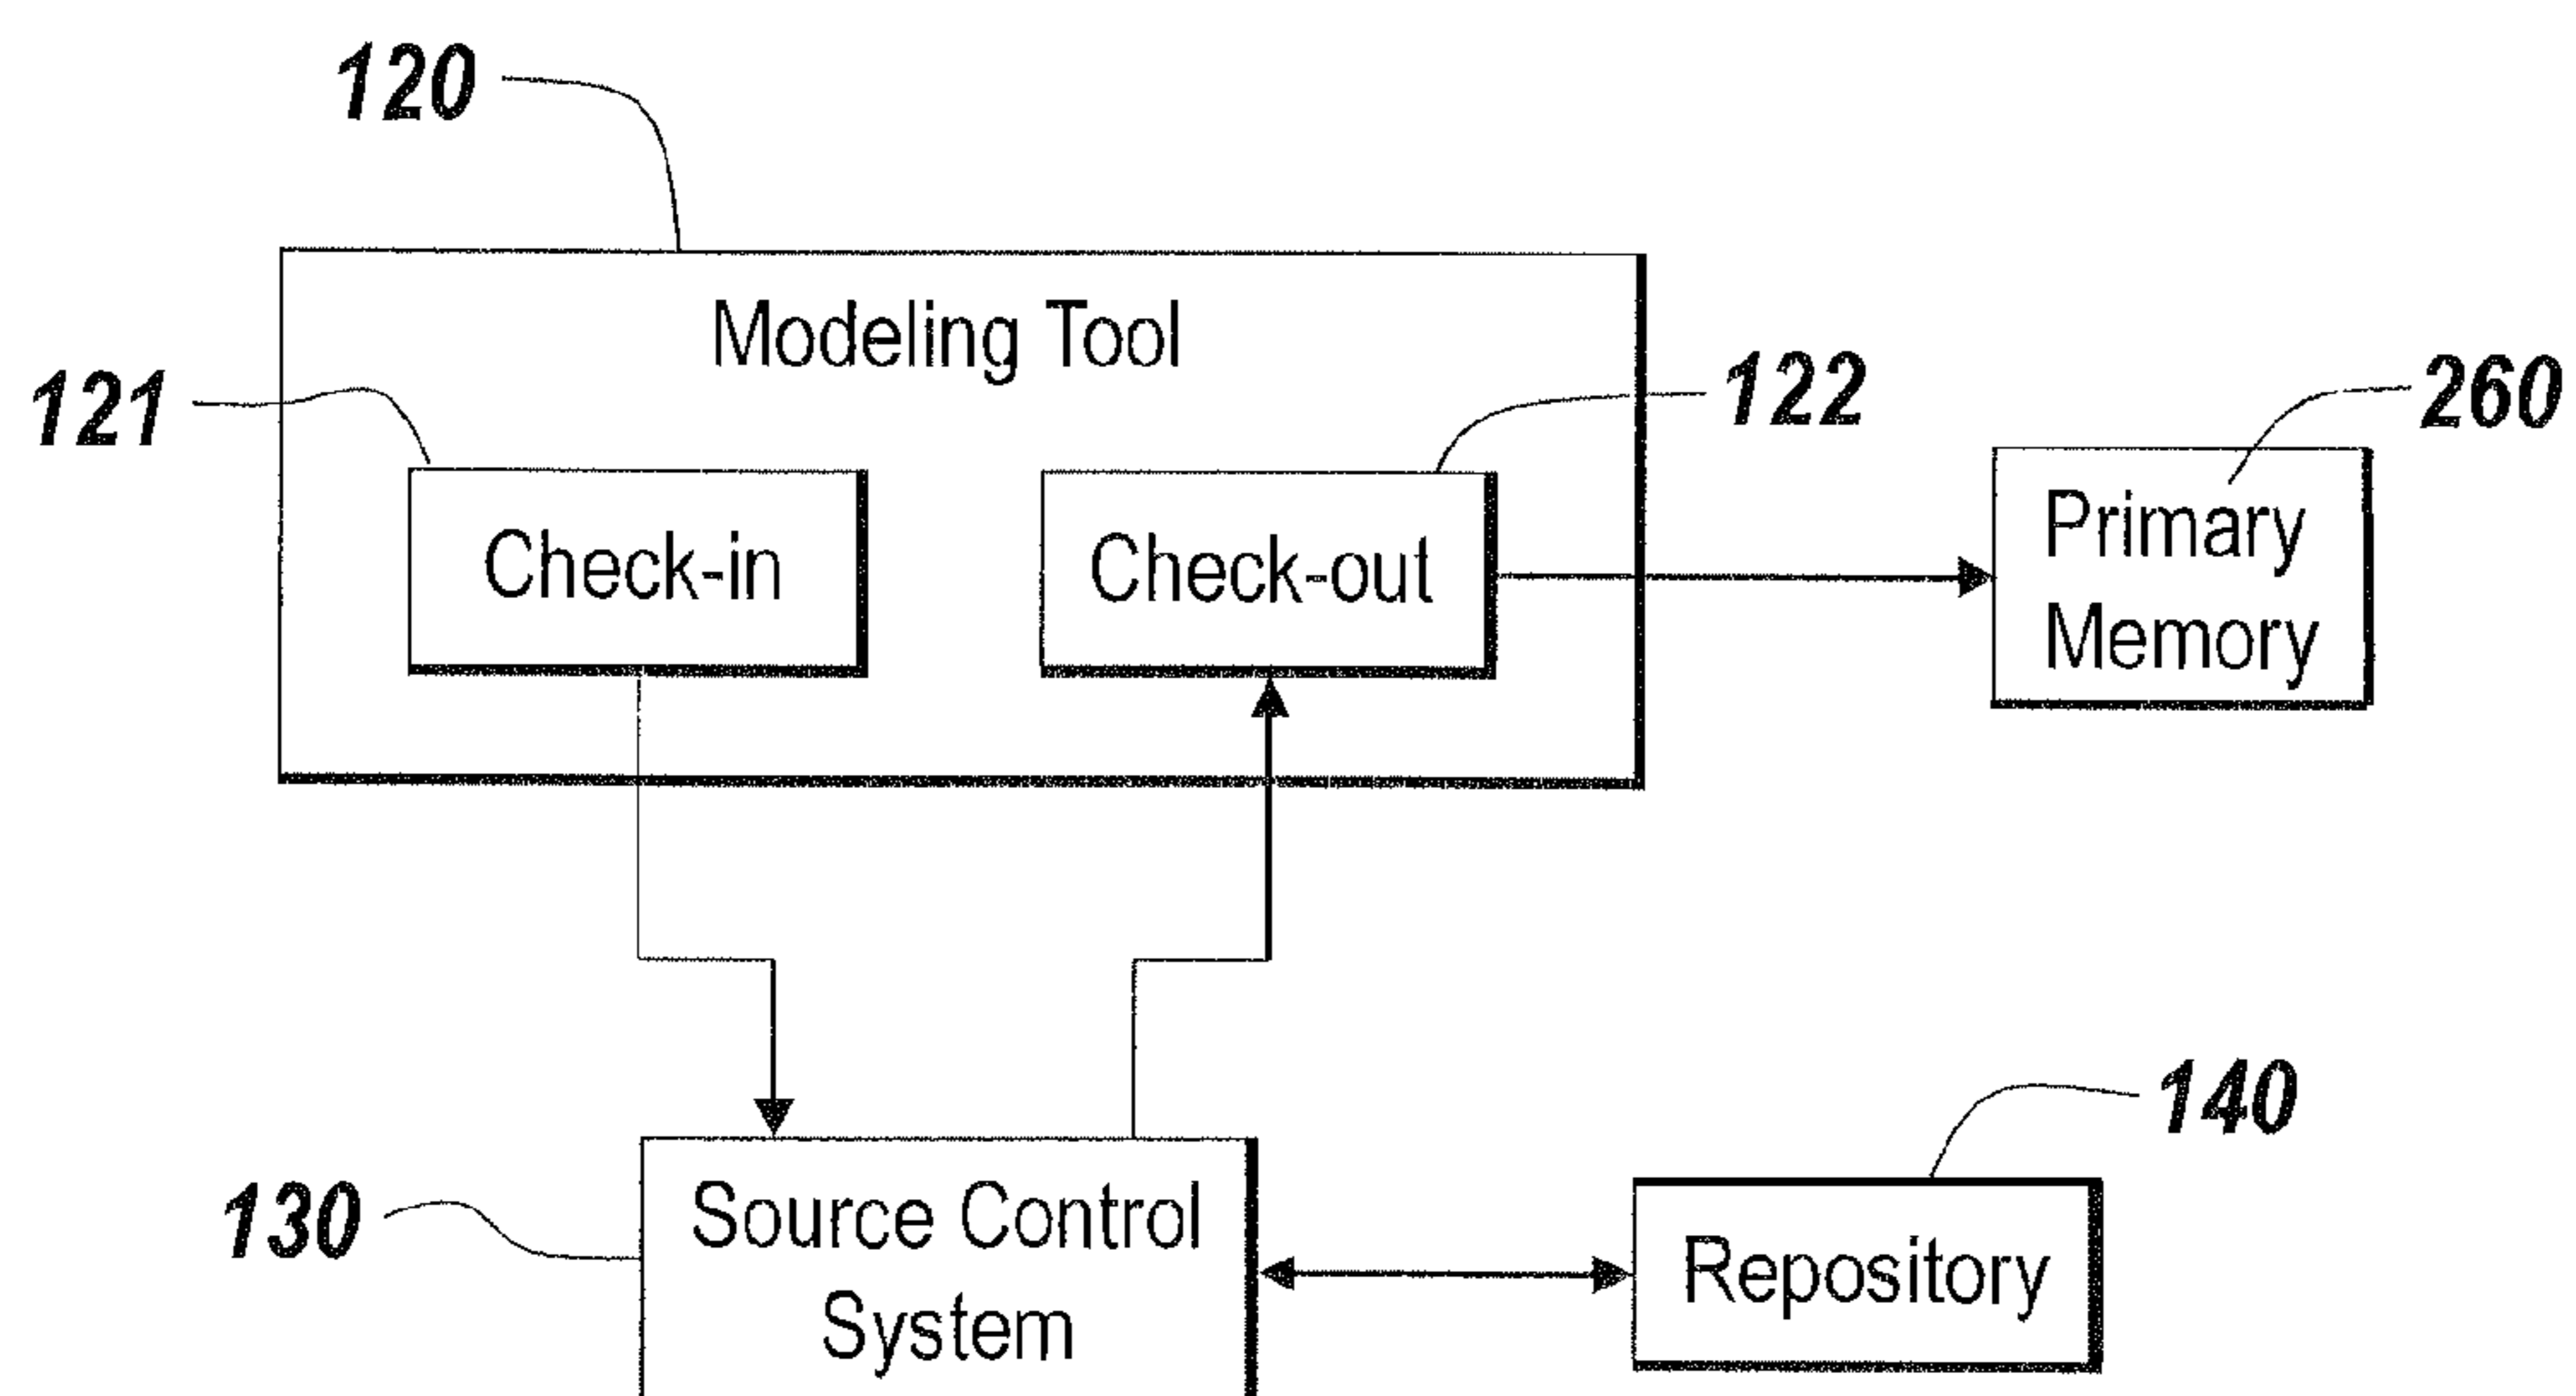 120
Modeling Tool
121
122
260
Check-in
Check-out
Primary
Memory
140
130
Source Control
System
Repository